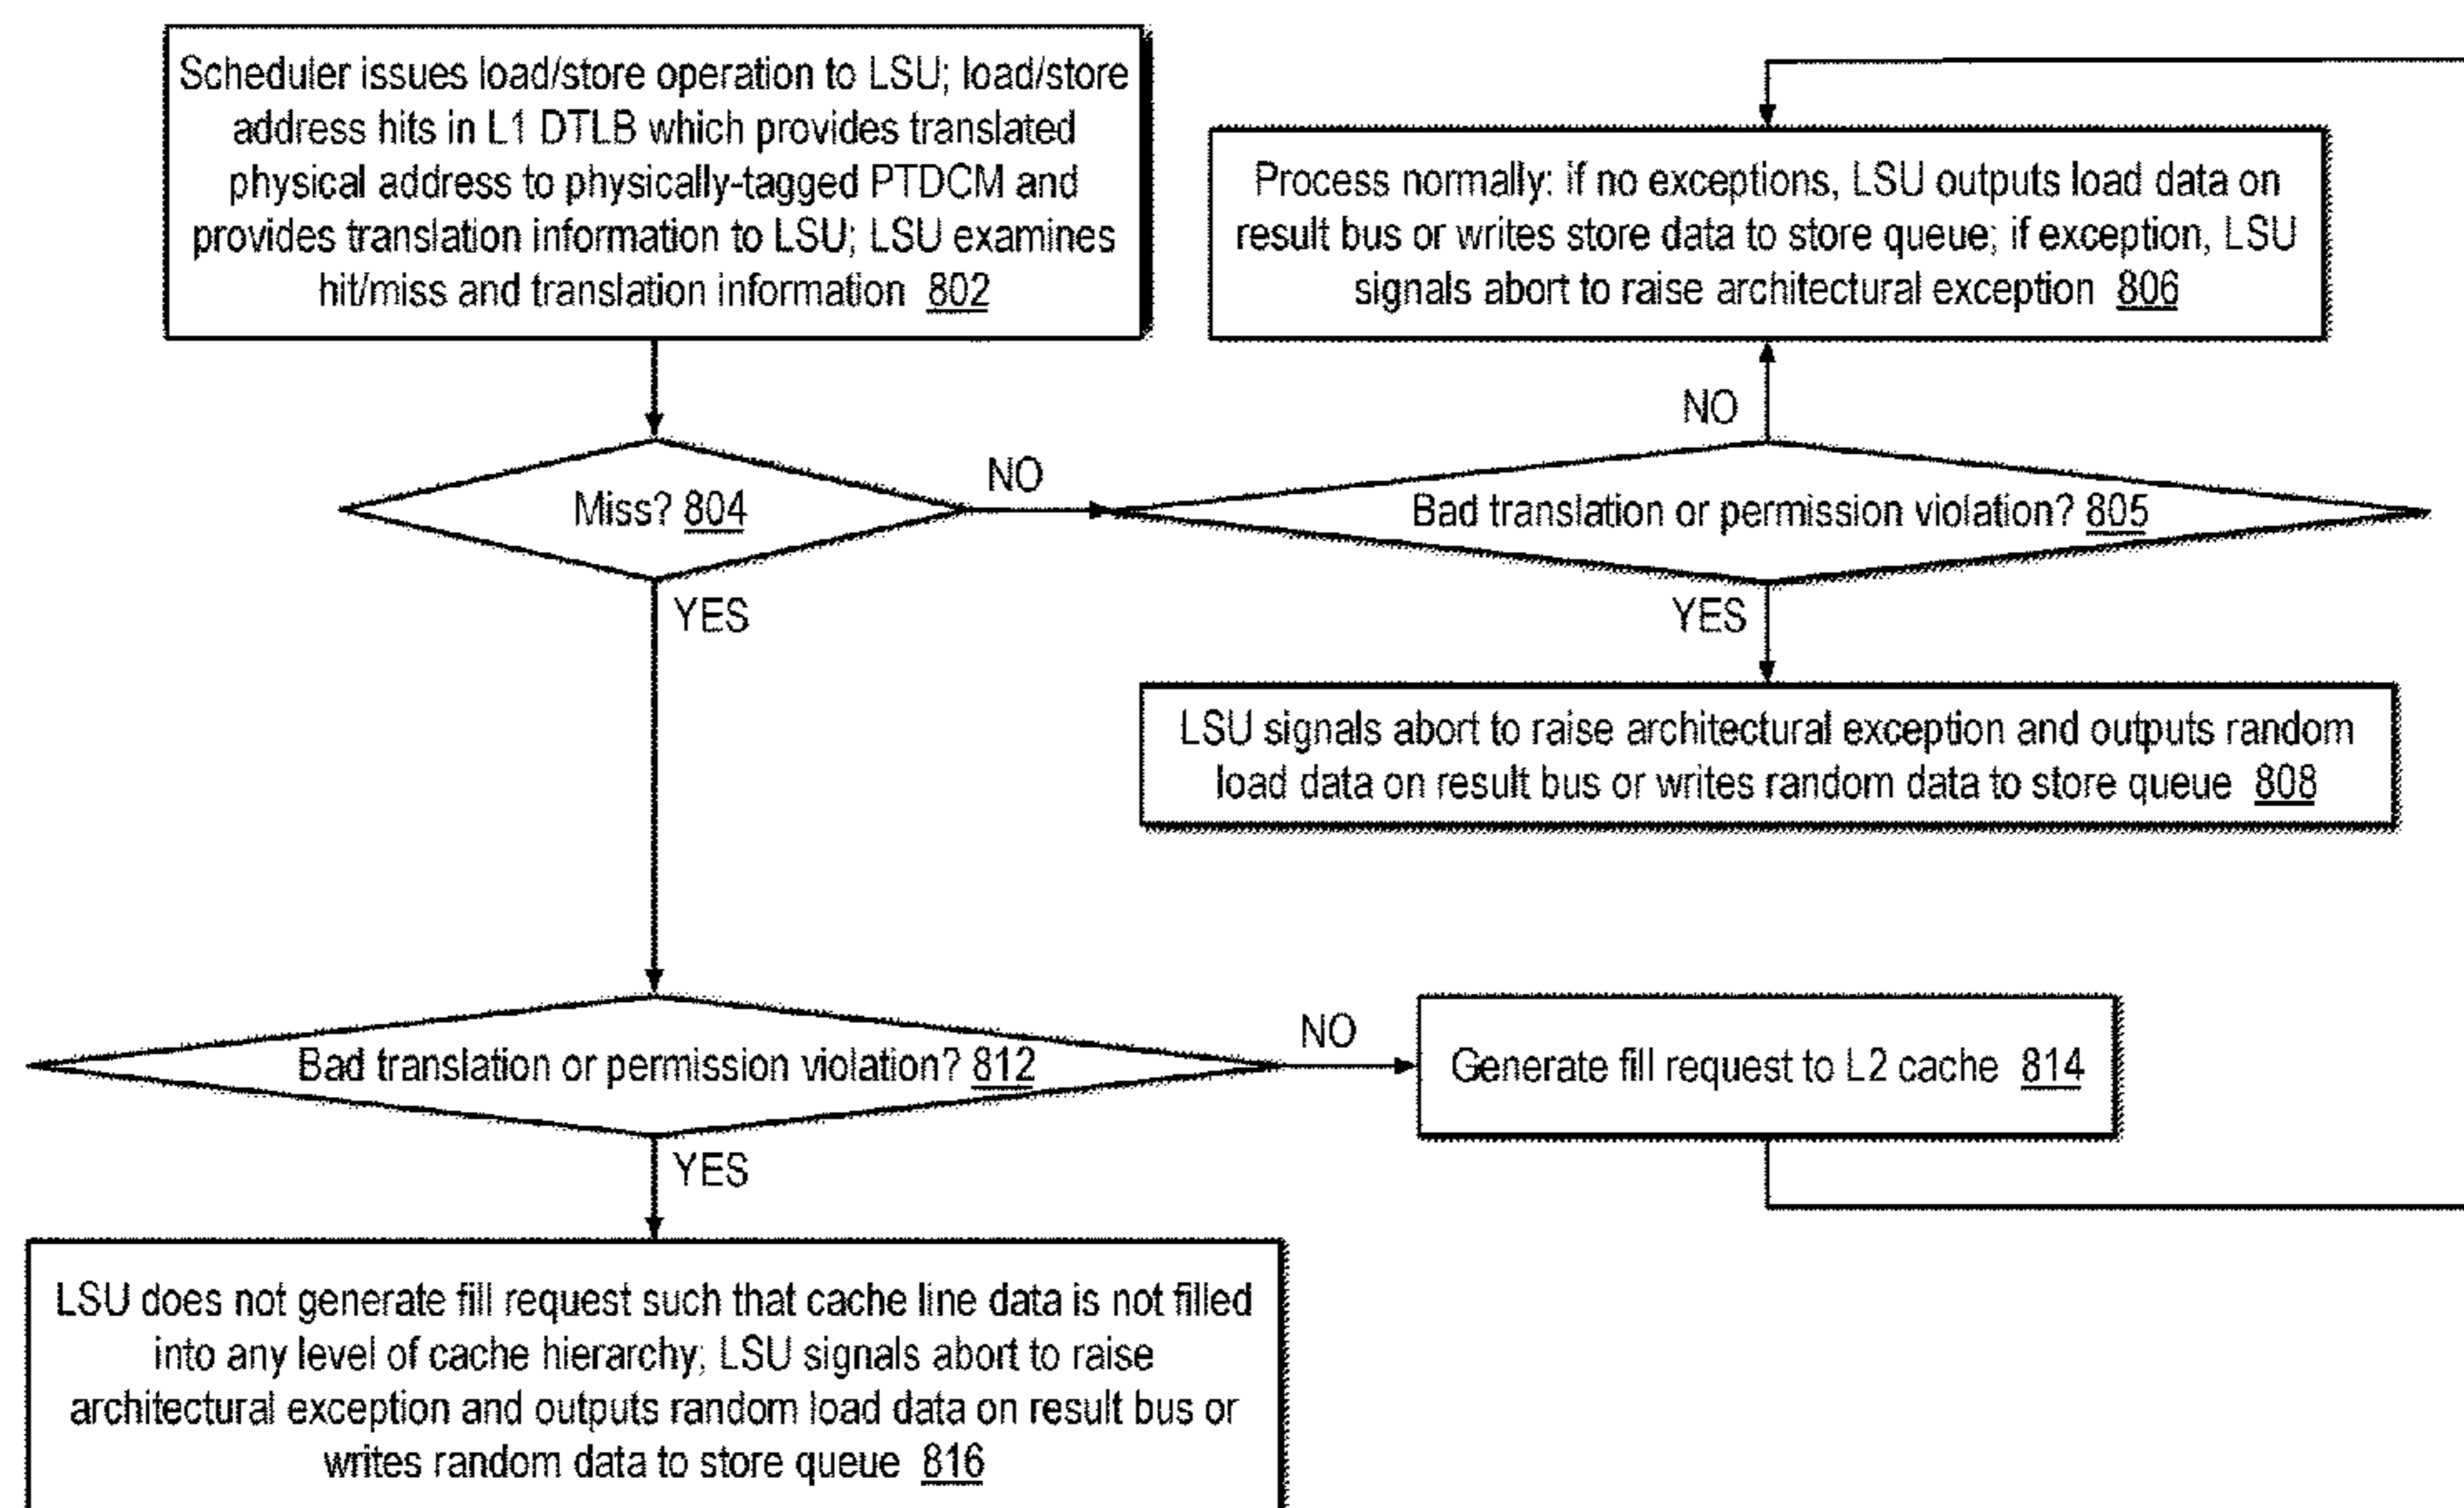 Scheduler issues load/store operation to LSU; load/store
address hits in L1 DTLB which provides translated
physical address to physically-tagged PTDCM and
provides translation information to LSU; LSU examines
hit/miss and translation information 802
Process normally: if no exceptions, LSU outputs load data on
result bus or writes store data to store queue; if exception, LSU
signals abort to raise architectural exception 806
NO
Miss? 804
NO
Bad translation or permission violation? 805
YES
YES
LSU signals abort to raise architectural exception and outputs random
load data on result bus or writes random data to store queue 808
Bad translation or permission violation? 812
NO
Generate fill request to L2 cache 814
YES
LSU does not generate fill request such that cache line data is not filled
into any level of cache hierarchy; LSU signals abort to raise
architectural exception and outputs random load data on result bus or
writes random data to store queue 816